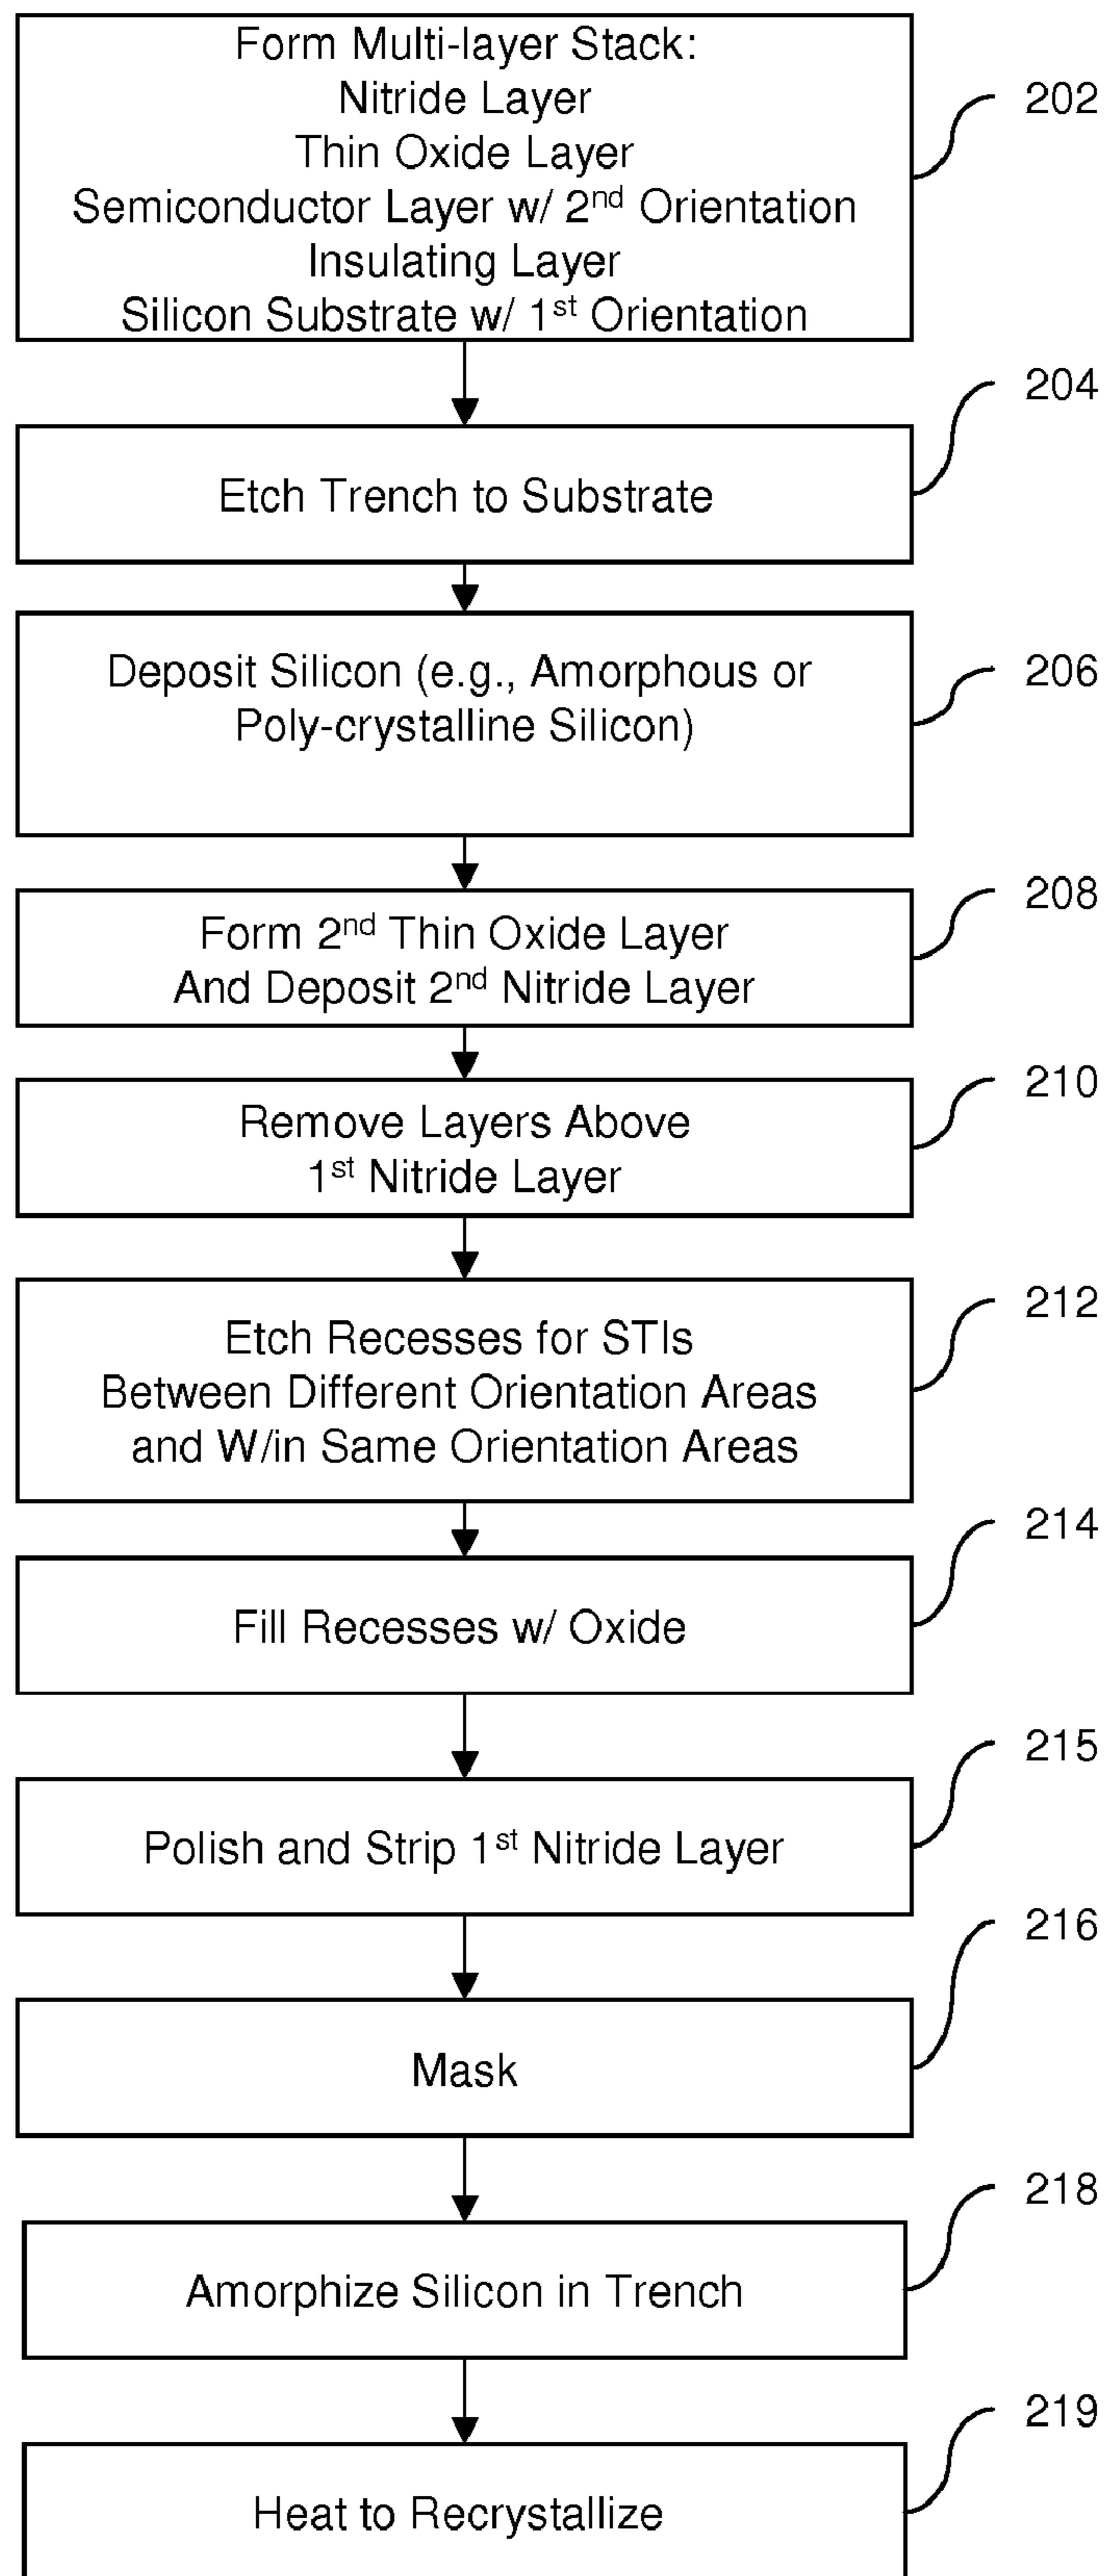 Form Multi-layer Stack:
Nitride Layer
Thin Oxide Layer
Semiconductor Layer w/ 2nd Orientation
Insulating Layer
Silicon Substrate w/ 1st Orientation
202
Etch Trench to Substrate
204
Deposit Silicon (e.g., Amorphous or
Poly-crystalline Silicon)
206
Form 2nd Thin Oxide Layer
And Deposit 2nd Nitride Layer
208
Remove Layers Above
1st Nitride Layer
210
Etch Recesses for STIs
Between Different Orientation Areas
and W/in Same Orientation Areas
212
Fill Recesses w/ Oxide
214
Polish and Strip 1st Nitride Layer
215
Mask
216
Amorphize Silicon in Trench
218
Heat to Recrystallize
219